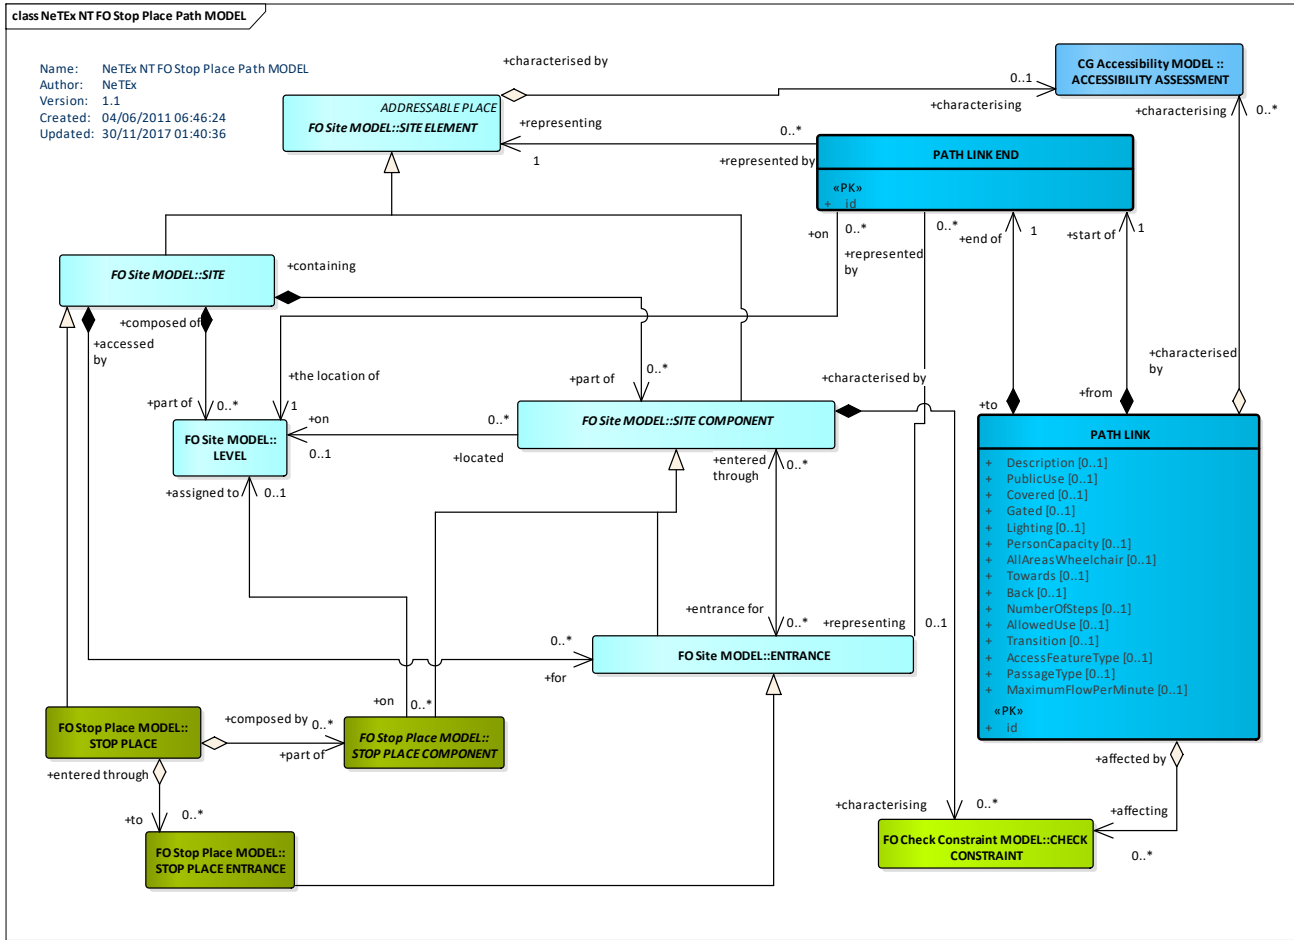 class NeTEx NT FO Stop Place Path MODEL
Name: NeTEx NT FO Stop Place Path MODEL
Author: NeTEx
Version: 1.1
Created: 04/06/2011 06:46:24
Updated: 30/11/2017 01:40:36
+characterised by
0..1
+characterising
CG Accessibility MODEL ::
ACCESSIBILITY ASSESSMENT
+characterising
0..*
ADDRESSABLE PLACE
FO Site MODEL::SITE ELEMENT
+representing
1
0..*
+represented by
PATH LINK END
«PK»
+ id
+on
0..*
+represented
by
0..*
+end of
1
+start of
1
FO Site MODEL::SITE
+containing
+composed of
+accessed
by
+the location of
1
+part of
0..*
+part of
0..*
+characterised by
+characterised
by
+to
+from
FO Site MODEL::
LEVEL
+on
0..1
0..*
+located
FO Site MODEL::SITE COMPONENT
+entered
through
0..*
+assigned to
0..1
PATH LINK
+ Description [0..1]
+ PublicUse [0..1]
+ Covered [0..1]
+ Gated [0..1]
+ Lighting [0..1]
+ PersonCapacity [0..1]
+ AllAreasWheelchair [0..1]
+ Towards [0..1]
+ Back [0..1]
+ NumberOfSteps [0..1]
+ AllowedUse [0..1]
+ Transition [0..1]
+ AccessFeatureType [0..1]
+ PassageType [0..1]
+ MaximumFlowPerMinute [0..1]
«PK»
+ id
+entrance for
0..*
+representing
0..1
0..*
+for
FO Site MODEL::ENTRANCE
+on
0..*
FO Stop Place MODEL::
STOP PLACE
+composed by
0..*
+part of
FO Stop Place MODEL::
STOP PLACE COMPONENT
+entered through
+to
0..*
FO Stop Place MODEL::
STOP PLACE ENTRANCE
+affected by
+affecting
0..*
+characterising
0..*
FO Check Constraint MODEL::CHECK
CONSTRAINT